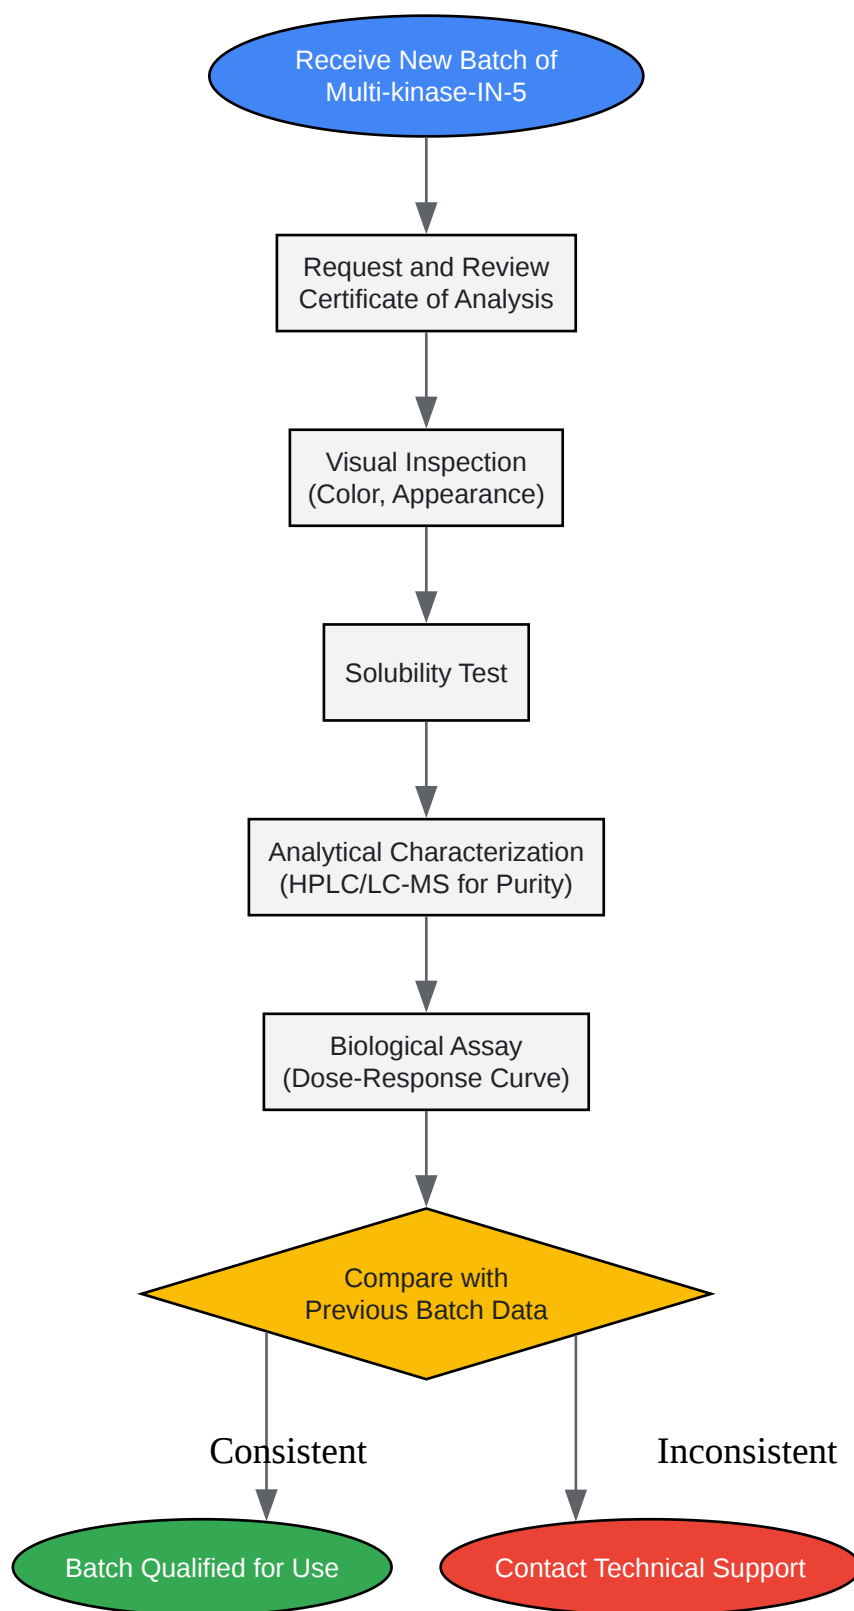 Receive New Batch of
Multi-kinase-IN-5
Request and Review
Certificate of Analysis
Visual Inspection
(Color, Appearance)
Solubility Test
Analytical Characterization
(HPLC/LC-MS for Purity)
Biological Assay
(Dose-Response Curve)
Compare with
Previous Batch Data
Consistent
Inconsistent
Batch Qualified for Use
Contact Technical Support